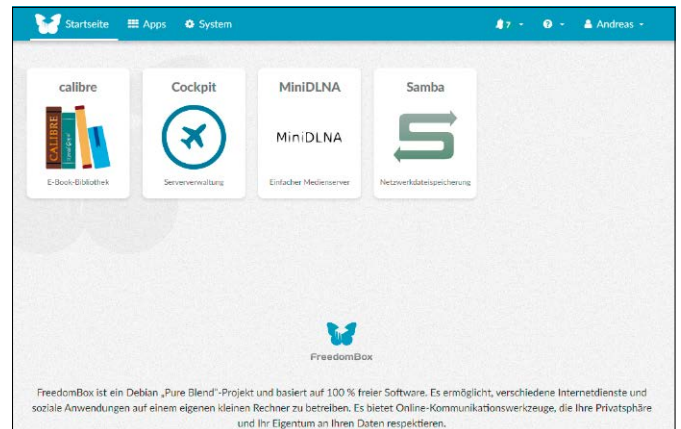 Startseite Apps System 7 Andreas
calibre
CALIBRE
E-Book-Bibliothek
Cockpit
Serververwaltung
MiniDLNA
MiniDLNA
Einfacher Medienserver
Samba
Netzwerkdateispeicherung
FreedomBox
FreedomBox ist ein Debian „Pure Blend“-Projekt und basiert auf 100 % freier Software. Es ermöglicht, verschiedene Internetdienste und
soziale Anwendungen auf einem eigenen kleinen Rechner zu betreiben. Es bietet Online-Kommunikationswerkzeuge, die Ihre Privatsphäre
und Ihr Eigentum an Ihren Daten respektieren.